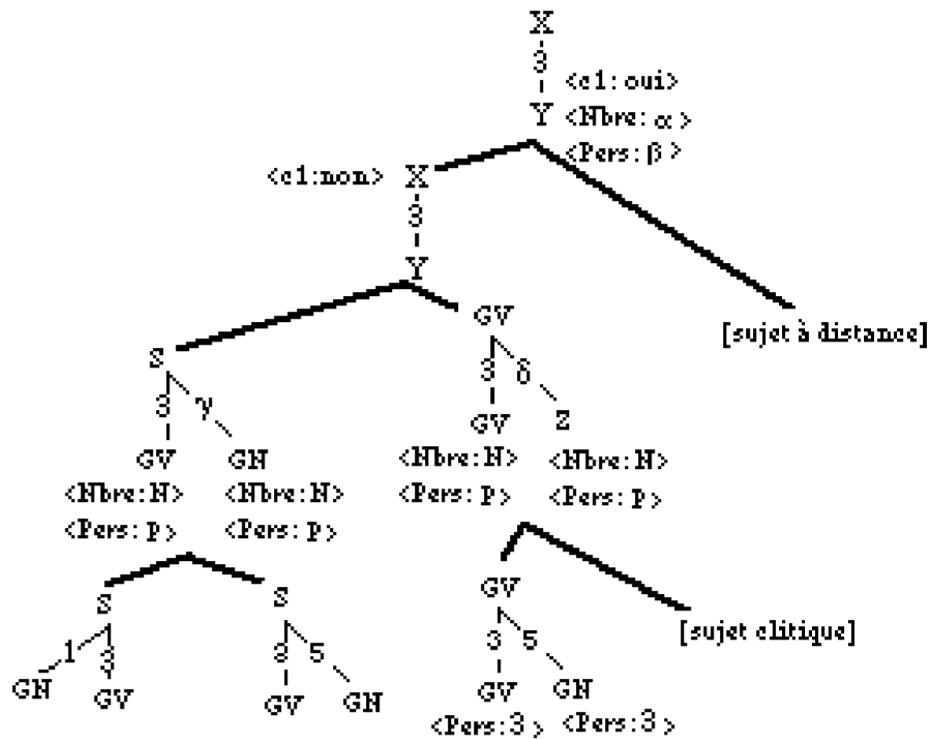 X
3
<c1:oui>
Y
<Nbre: α>
<Pers: β>
<c1:non> X
3
Y
[sujet à distance]
S
GV
3 γ
3 δ
GV GN
GV Z
<Nbre:N> <Nbre:N> <Nbre:N> <Nbre:N>
<Pers: p> <Pers: p> <Pers: p> <Pers: p>
S S GV
[sujet clitique]
1 3 3 5 3 5
GN GV GV GN GV GN
<Pers:3> <Pers:3>